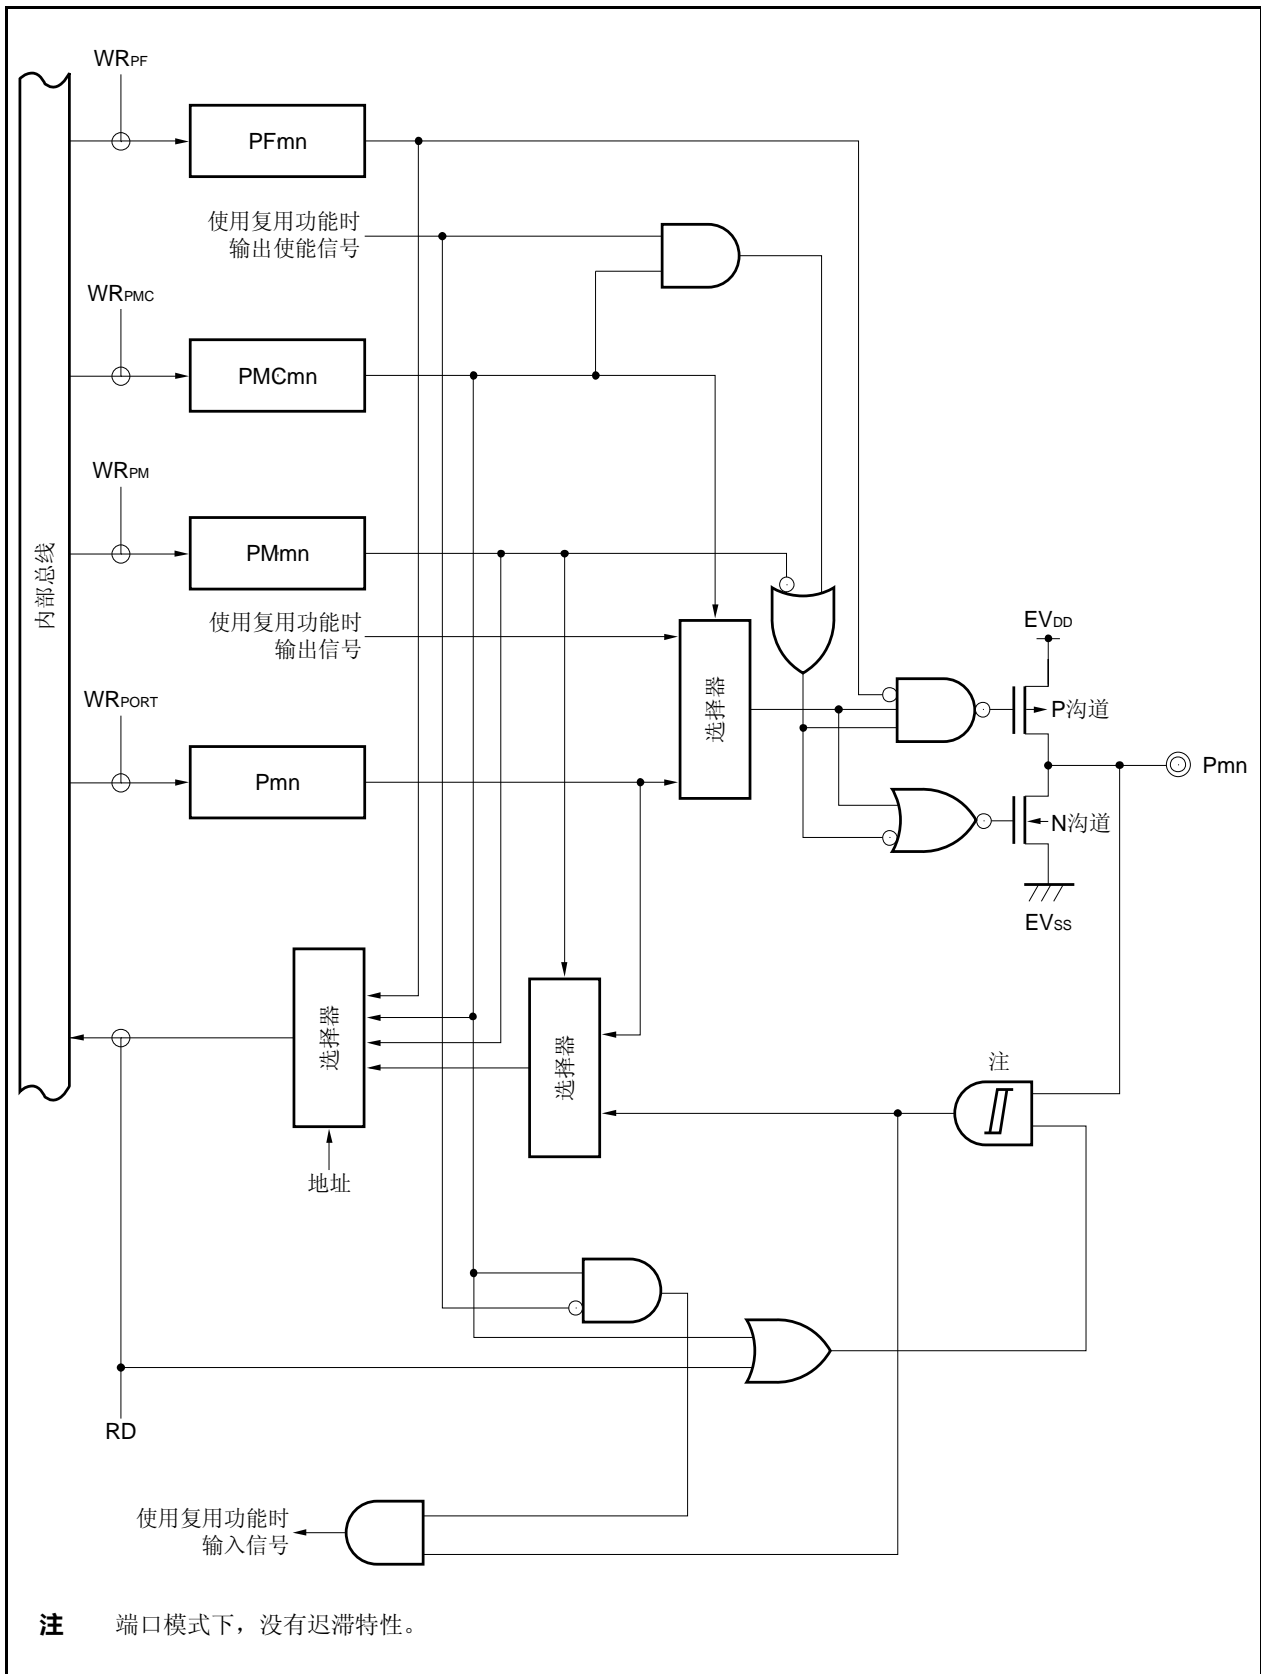 WRPF
PFmn
使用复用功能时
输出使能信号
WRPMC
PMCmn
WRPM
PMmn
内部总线
使用复用功能时
输出信号
选择器
EVDD
P沟道
WRPORT
Pmn
Pmn
N沟道
EVSS
选择器
选择器
注
地址
RD
使用复用功能时
输入信号
注 端口模式下，没有迟滞特性。